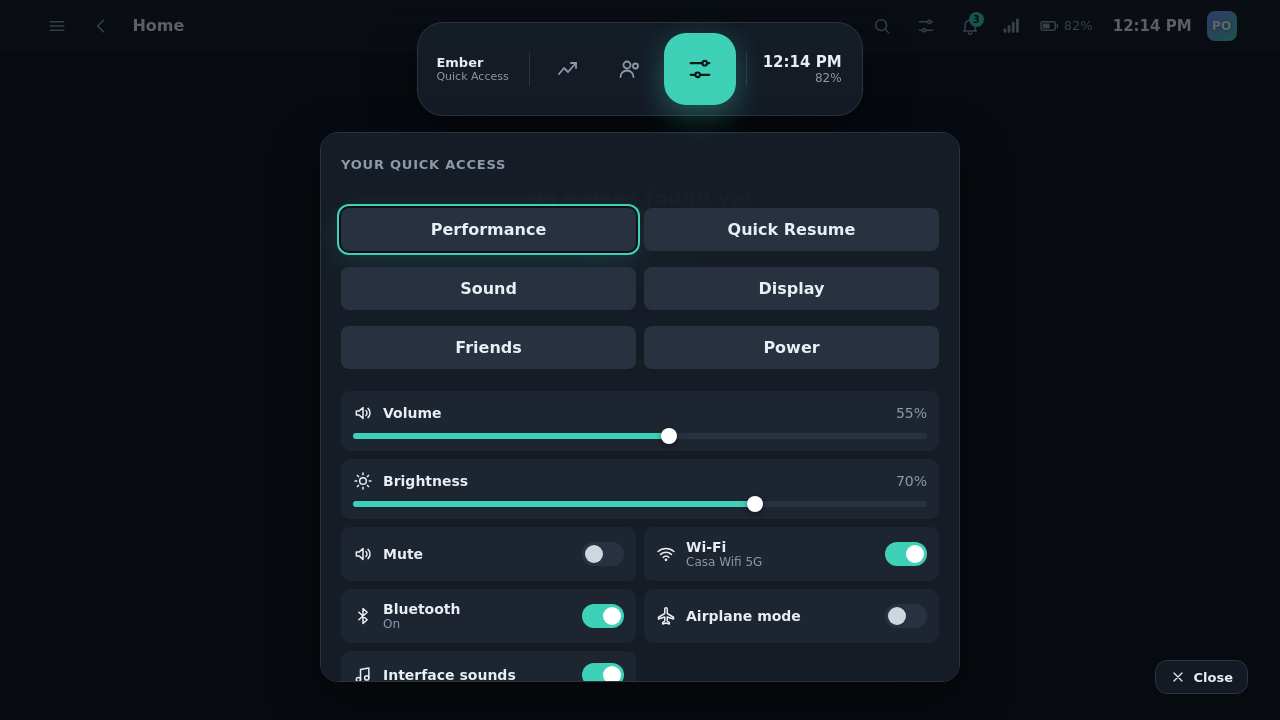 Home
3
82%
12:14 PM
PO
Ember
Quick Access
12:14 PM
82%
YOUR QUICK ACCESS
Performance
Quick Resume
Sound
Display
Friends
Power
Volume
55%
Brightness
70%
Mute
Wi-Fi
Casa Wifi 5G
Bluetooth
On
Airplane mode
Interface sounds
Close